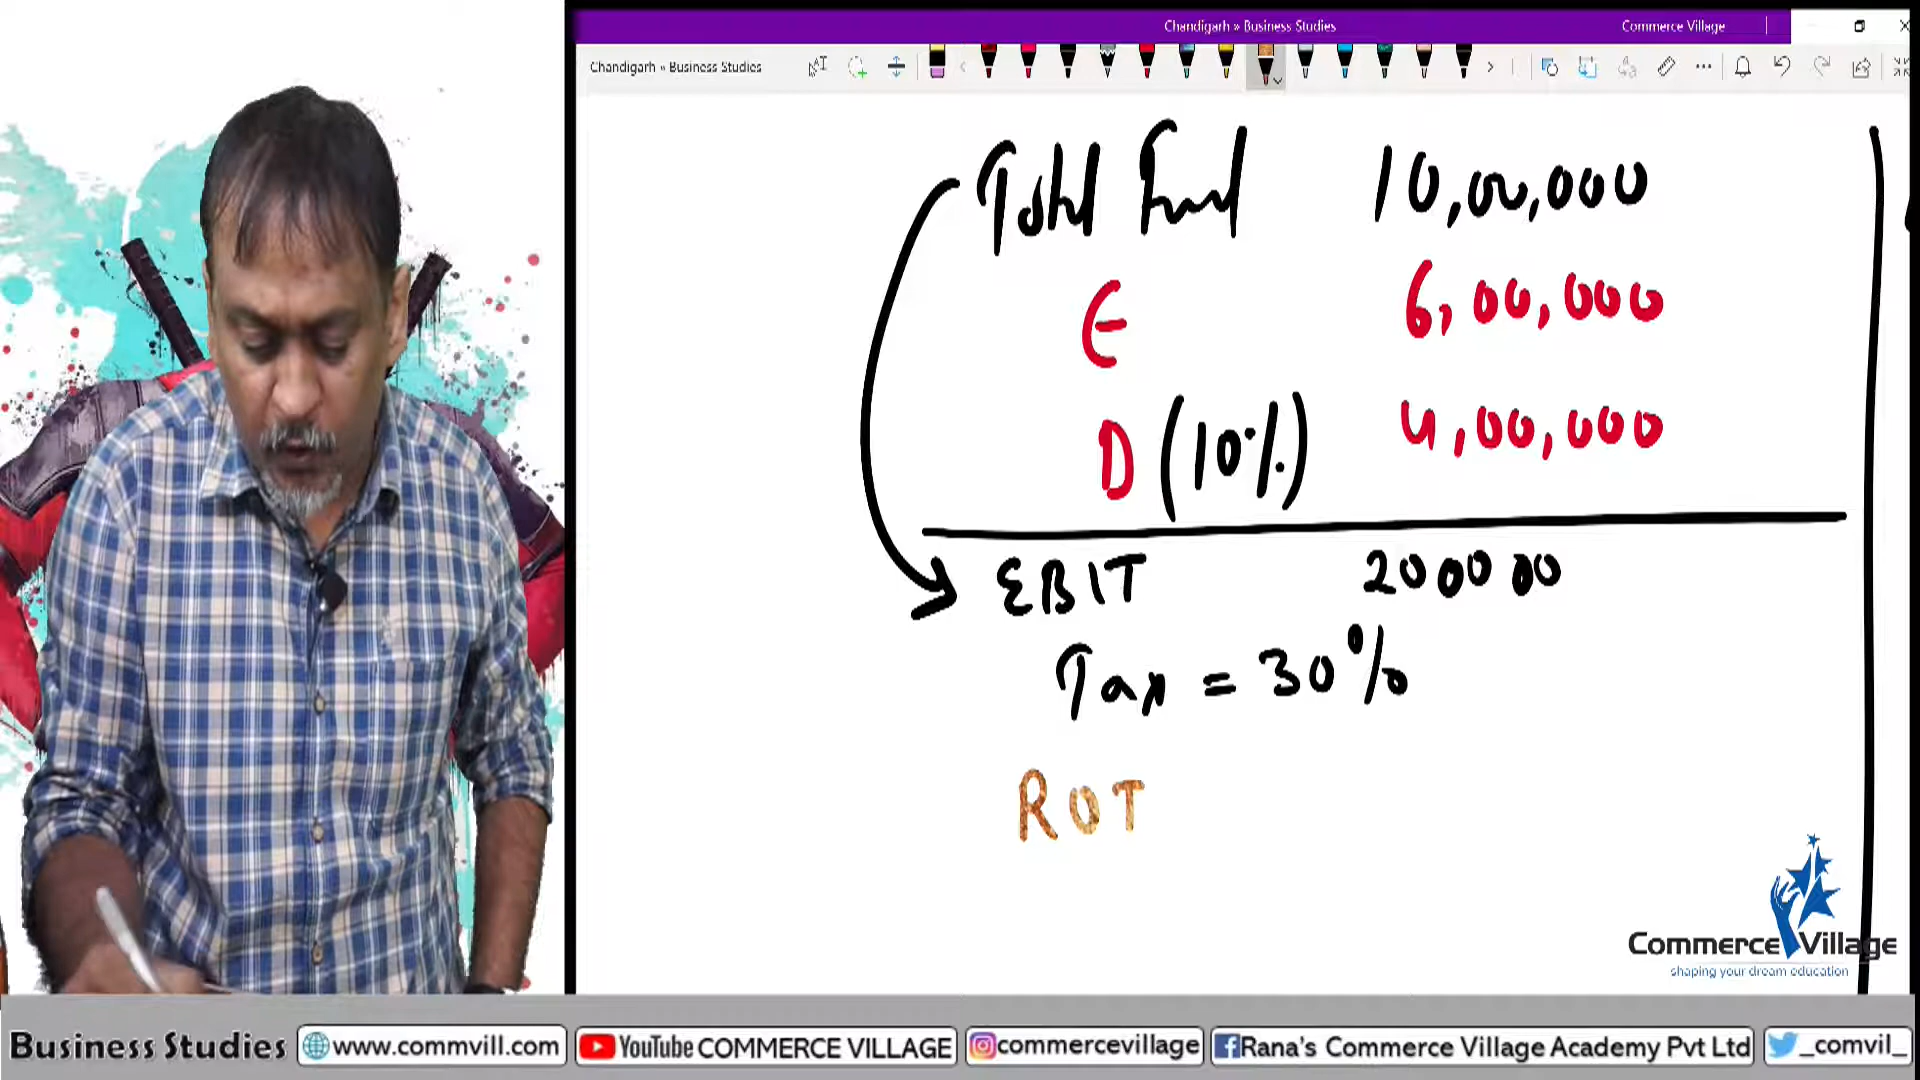 Chandigarh » Business Studies
Commerce Village
Chandigarh » Business Studies
Total Fund 10,00,000
E 6,00,000
D (10%) 4,00,000
EBIT 200000
Tax = 30%
ROI
Commerce Village
shaping your dream education
Business Studies
www.commvill.com
YouTube COMMERCE VILLAGE
commercevillage
Rana's Commerce Village Academy Pvt Ltd
_comvil_